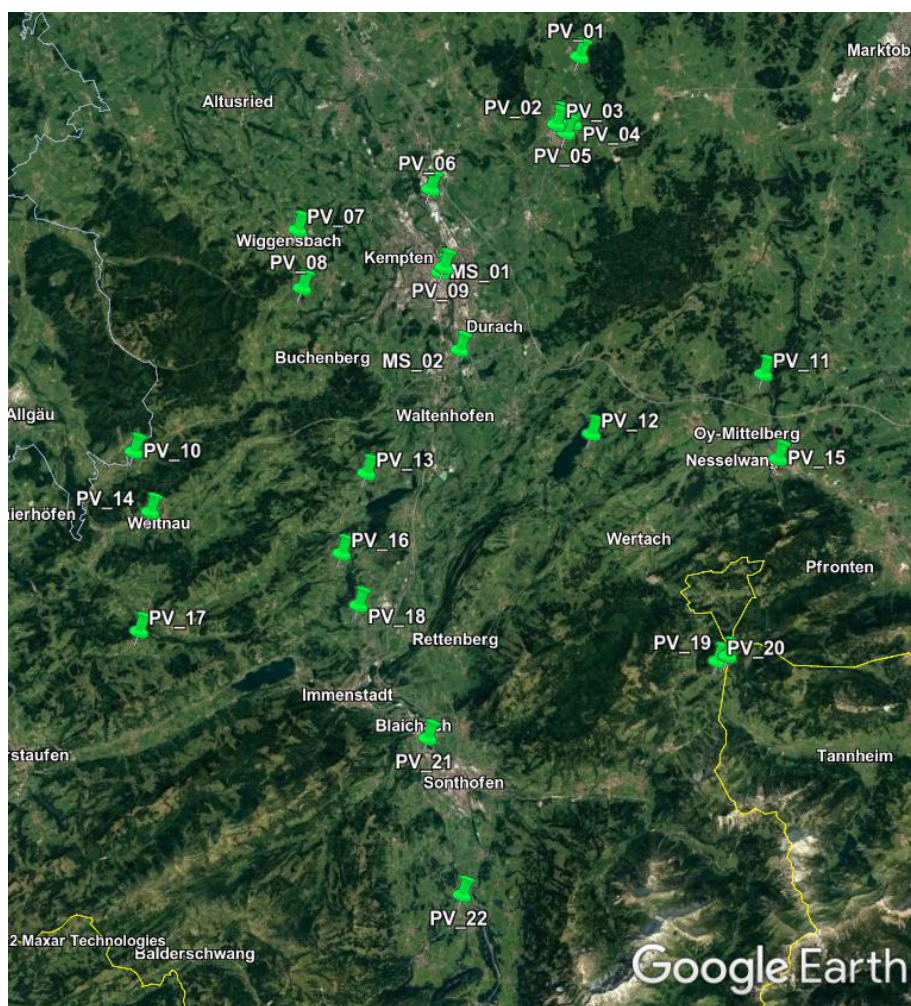 PV_01
Marktob
Altusried
PV_02
PV_03
PV_04
PV_05
PV_06
PV_07
Wiggensbach
Kempten
PV_08
MS_01
PV_09
Durach
Buchenberg
MS_02
PV_11
Allgäu
Waltenhofen
PV_12
Oy-Mittelberg
PV_10
PV_13
Nesselwang
PV_15
PV_14
aierhöfen
Weitnau
PV_16
Wertach
Pfronten
PV_17
PV_18
Rettenberg
PV_19
PV_20
Immenstadt
Blaichach
rstaufen
Tannheim
PV_21
Sonthofen
PV_22
2 Maxar Technologies
Balderschwang
Google Earth